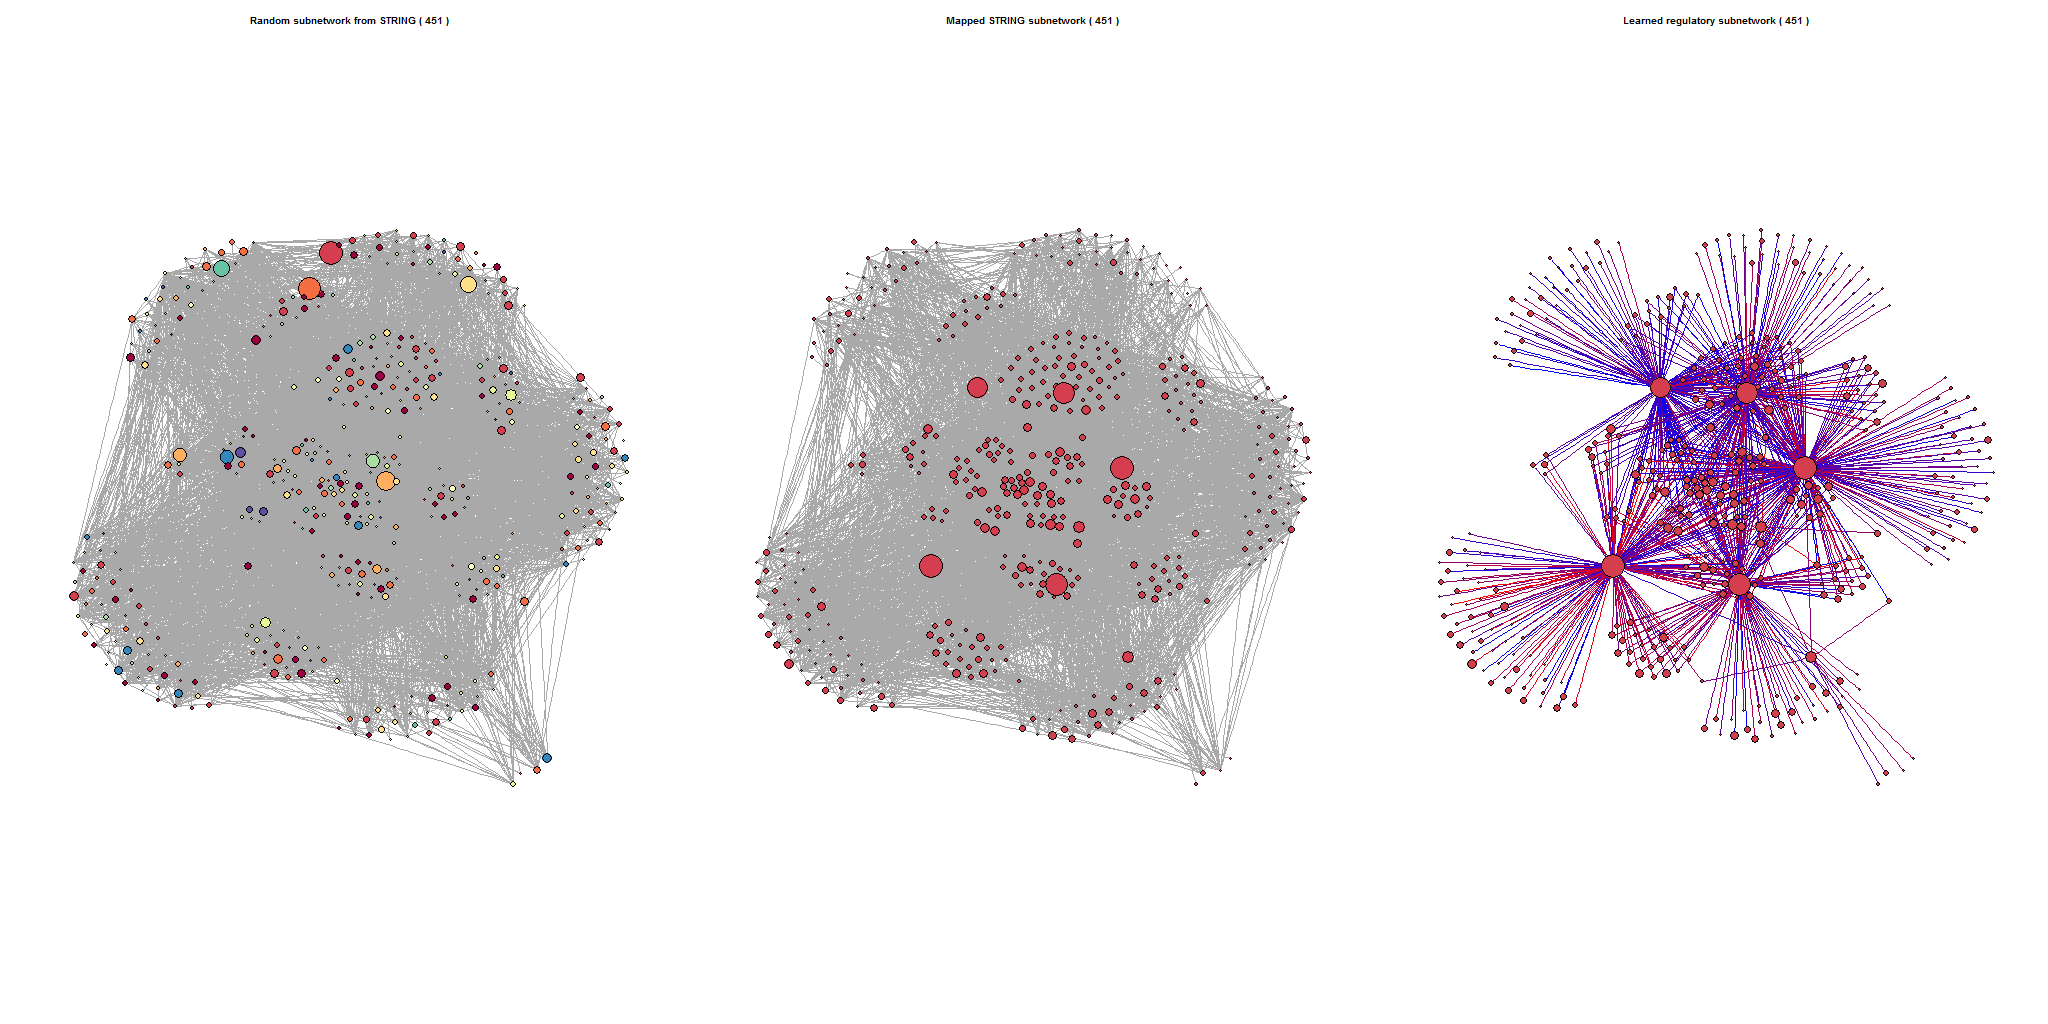 Random subnetwork from STRING ( 451 )
Mapped STRING subnetwork ( 451 )
Learned regulatory subnetwork ( 451 )